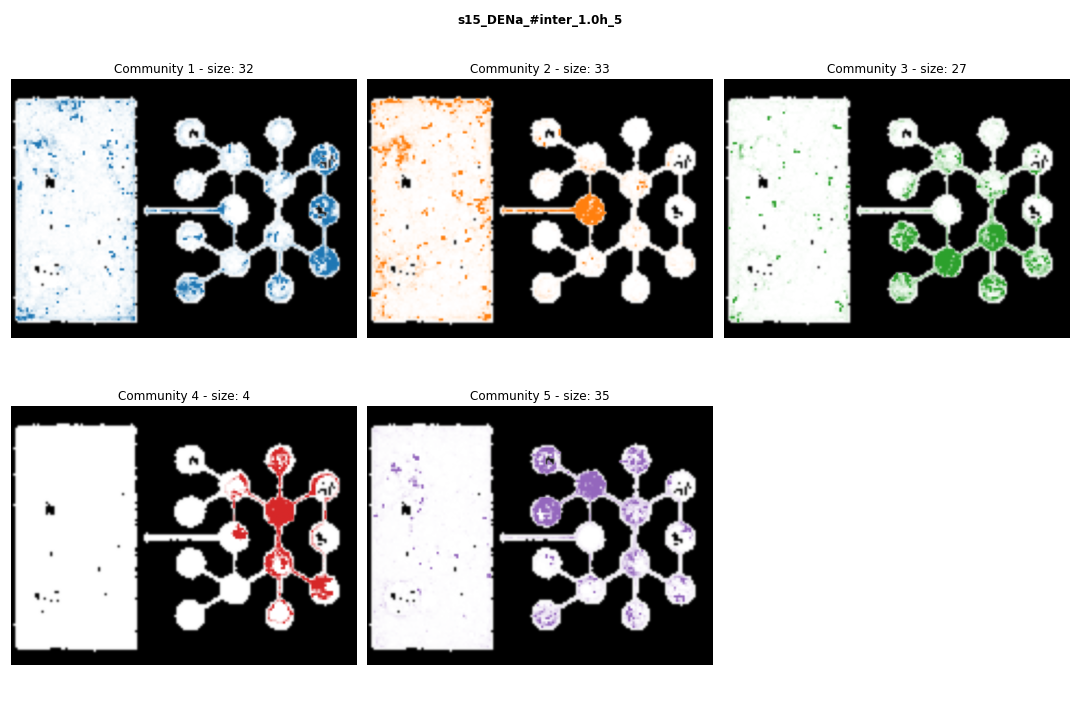 s15_DENa_#inter_1.0h_5
Community 1 - size: 32
Community 2 - size: 33
Community 3 - size: 27
Community 4 - size: 4
Community 5 - size: 35